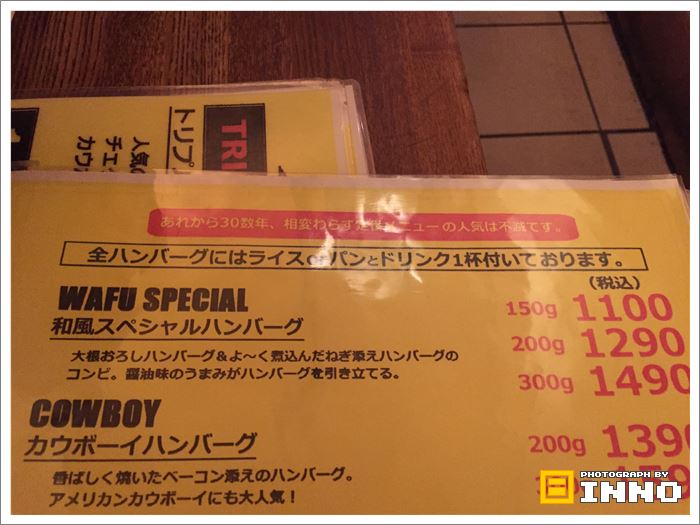 トリプ
人気の
チェ
カウ
あれから30数年、相変わらず定番メニューの人気は不滅です。
全ハンバーグにはライスorパンとドリンク1杯付いております。
(税込)
WAFU SPECIAL
和風スペシャルハンバーグ
150g 1100
200g 1290
300g 1490
大根おろしハンバーグ&よ〜く煮込んだねぎ添えハンバーグの
コンビ。醤油味のうまみがハンバーグを引き立てる。
COWBOY
カウボーイハンバーグ
200g 1390
香ばしく焼いたベーコン添えのハンバーグ。
アメリカンカウボーイにも大人気!
PHOTOGRAPH BY
INNO